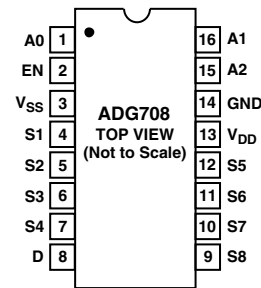 A0 1 16 A1
EN 2 15 A2
VSS 3 14 GND
ADG708
S1 4 TOP VIEW 13 VDD
S2 5 (Not to Scale) 12 S5
S3 6 11 S6
S4 7 10 S7
D 8 9 S8